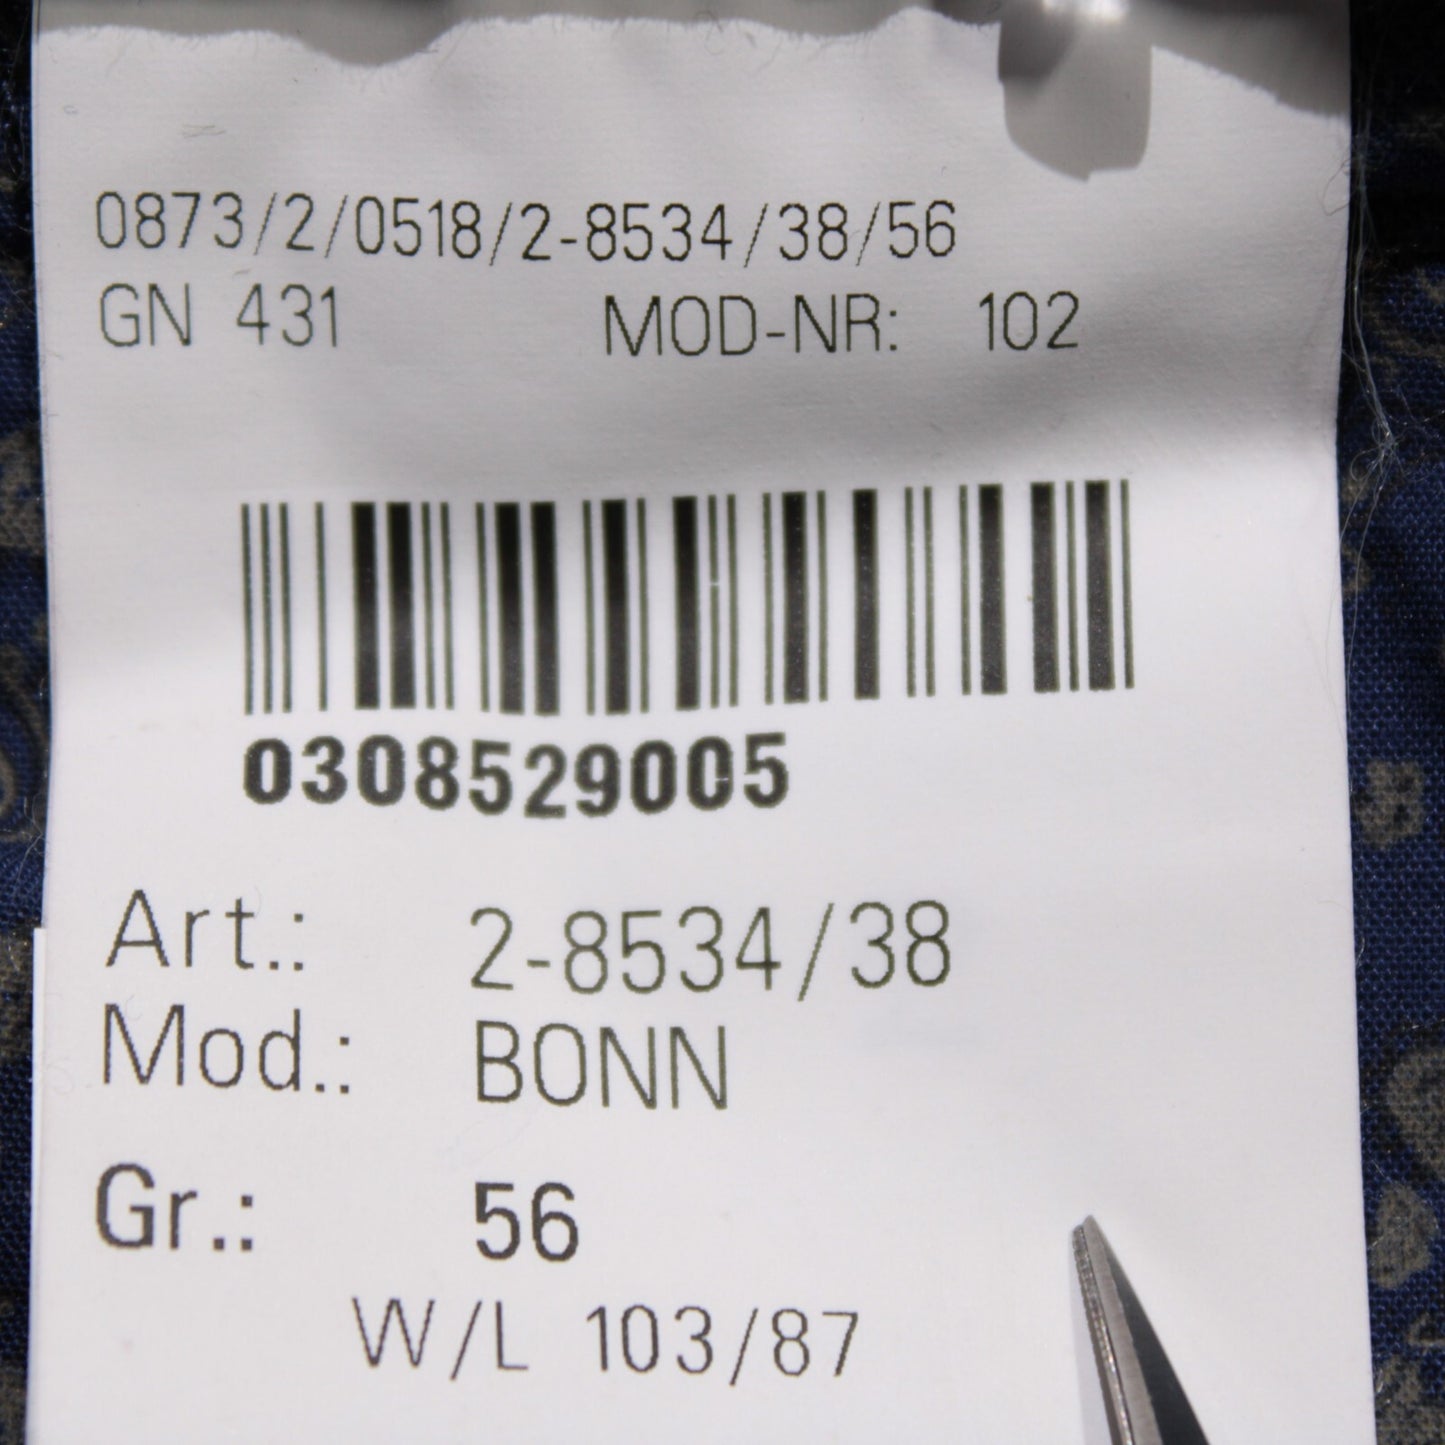 0873/2/0518/2-8534/38/56
GN 431 MOD-NR: 102
0308529005
Art.: 2-8534/38
Mod.: BONN
Gr.: 56
W/L 103/87